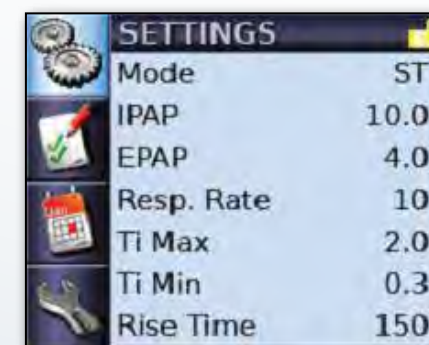 SETTINGS
Mode ST
IPAP 10.0
EPAP 4.0
Resp. Rate 10
Ti Max 2.0
Ti Min 0.3
Rise Time 150